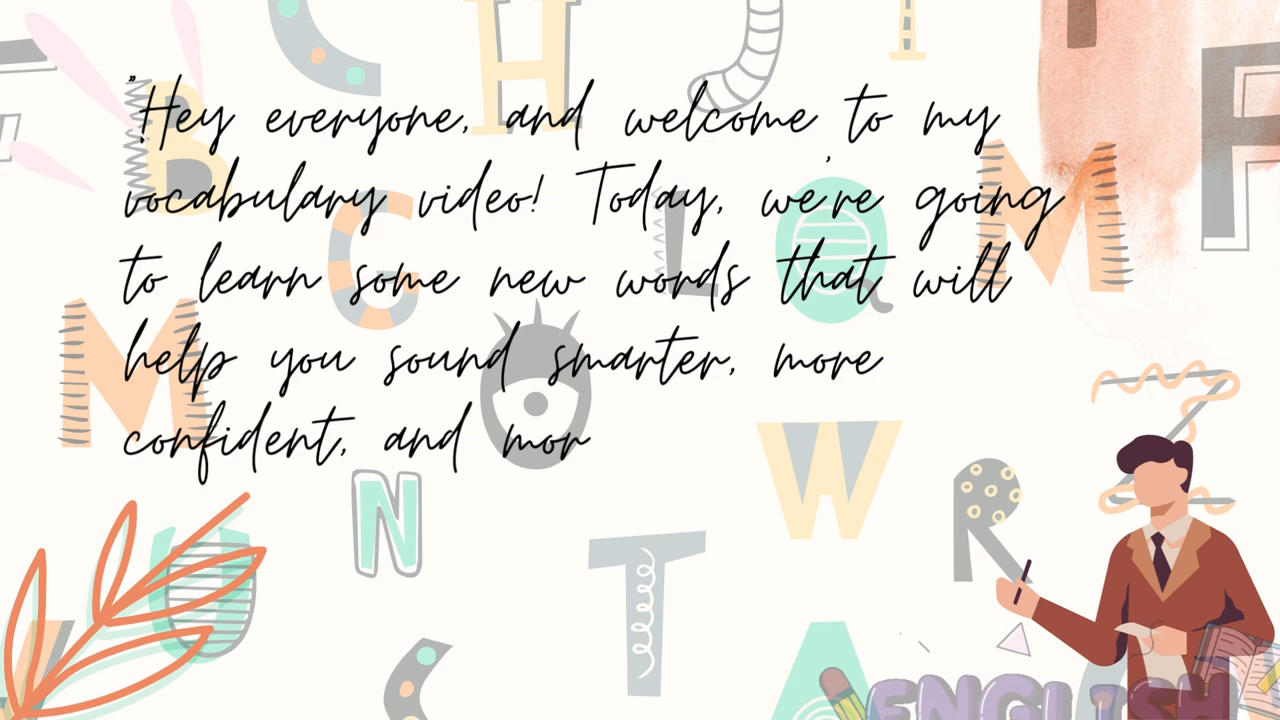 "Hey everyone, and welcome to my
vocabulary video! Today, we're going
to learn some new words that will
help you sound smarter, more
confident, and mor
C H J I F
B G L Q M
M O Z
N W R
U T
S A
ENGLISH